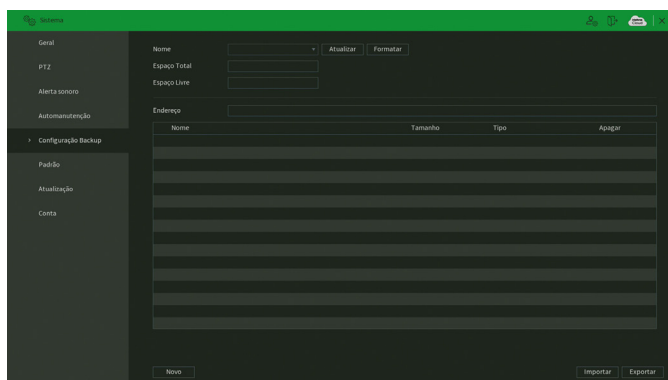 Sistema
Geral
PTZ
Alerta sonoro
Automanutenção
Configuração Backup
Padrão
Atualização
Conta
Nome Atualizar Formatar
Espaço Total
Espaço Livre
Endereço
Nome Tamanho Tipo Apagar
Novo Importar Exportar